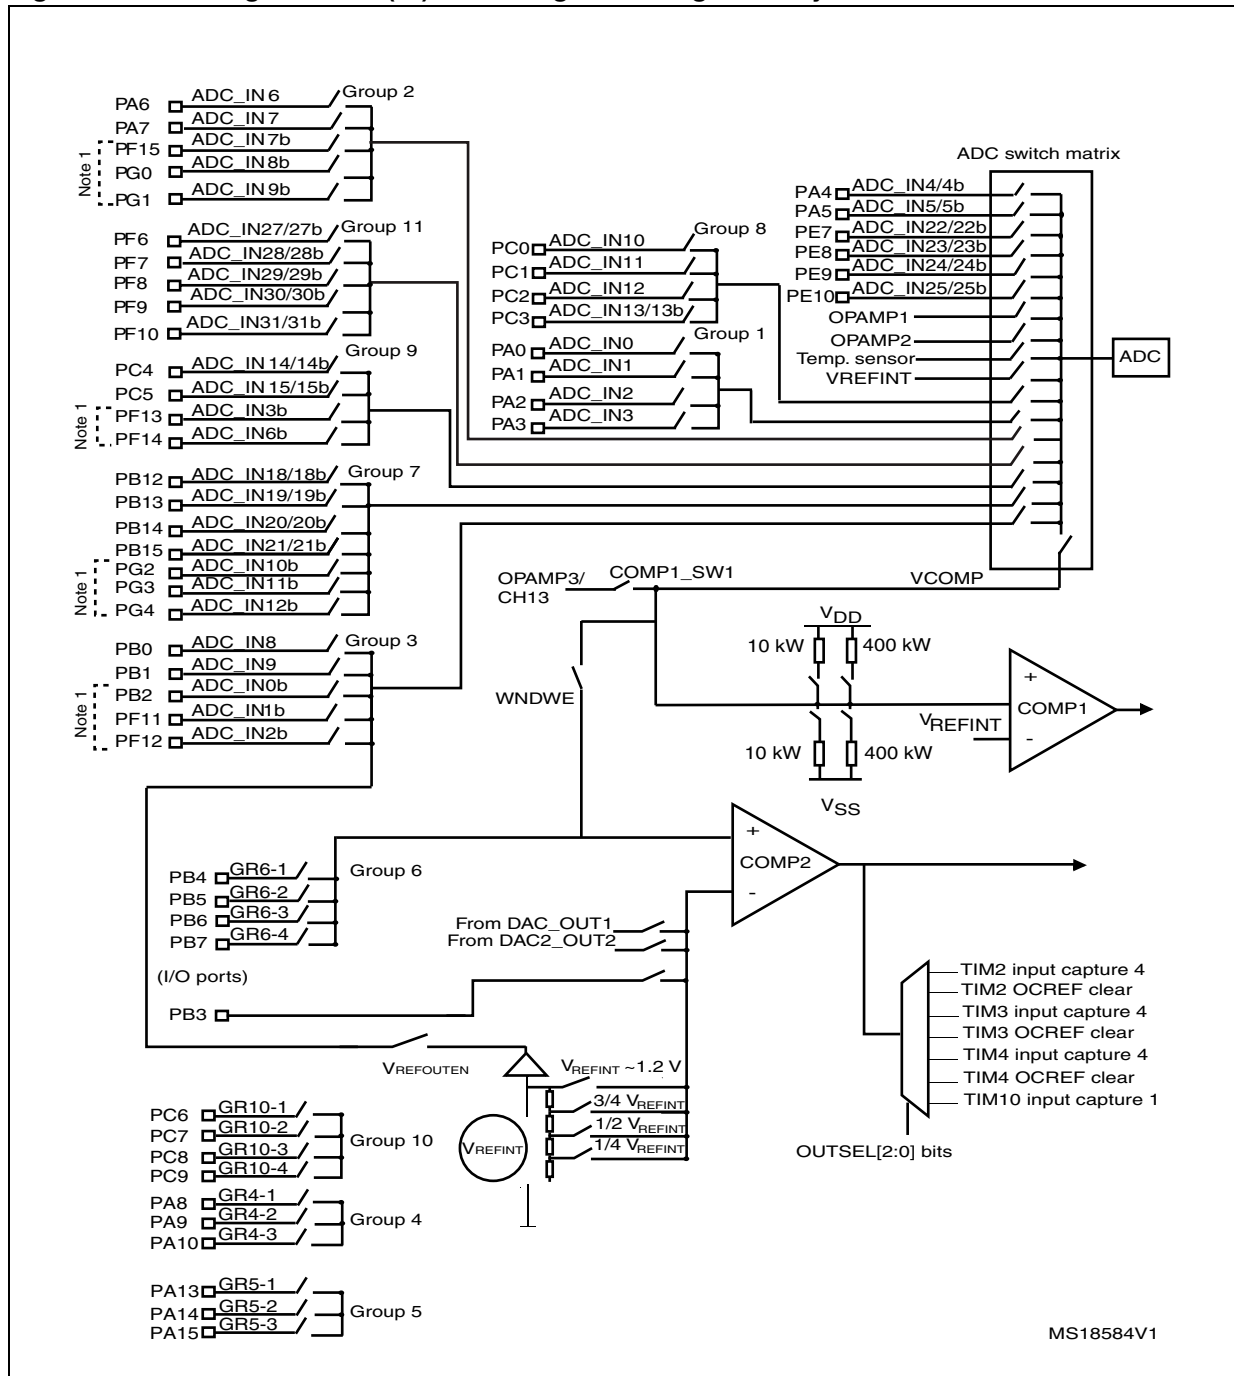 PA6 ADC_IN6 Group 2
PA7 ADC_IN7
PF15 ADC_IN7b
PG0 ADC_IN8b
PG1 ADC_IN9b
Note 1
PF6 ADC_IN27/27b Group 11
PF7 ADC_IN28/28b
PF8 ADC_IN29/29b
PF9 ADC_IN30/30b
PF10 ADC_IN31/31b
PC4 ADC_IN14/14b Group 9
PC5 ADC_IN15/15b
PF13 ADC_IN3b
PF14 ADC_IN6b
Note 1
PB12 ADC_IN18/18b Group 7
PB13 ADC_IN19/19b
PB14 ADC_IN20/20b
PB15 ADC_IN21/21b
PG2 ADC_IN10b
PG3 ADC_IN11b
PG4 ADC_IN12b
Note 1
PB0 ADC_IN8 Group 3
PB1 ADC_IN9
PB2 ADC_IN0b
PF11 ADC_IN1b
PF12 ADC_IN2b
Note 1
PC0 ADC_IN10 Group 8
PC1 ADC_IN11
PC2 ADC_IN12
PC3 ADC_IN13/13b
PA0 ADC_IN0 Group 1
PA1 ADC_IN1
PA2 ADC_IN2
PA3 ADC_IN3
ADC switch matrix
PA4 ADC_IN4/4b
PA5 ADC_IN5/5b
PE7 ADC_IN22/22b
PE8 ADC_IN23/23b
PE9 ADC_IN24/24b
PE10 ADC_IN25/25b
OPAMP1
OPAMP2
Temp. sensor
VREFINT
ADC
OPAMP3/
CH13
COMP1_SW1
VCOMP
WNDWE
VDD
10 kW 400 kW
10 kW 400 kW
VSS
+
COMP1
VREFINT
-
+
COMP2
-
PB4 GR6-1 Group 6
PB5 GR6-2
PB6 GR6-3
PB7 GR6-4
(I/O ports)
PB3
From DAC_OUT1
From DAC2_OUT2
VREFOUTEN
VREFINT ~1.2 V
3/4 VREFINT
1/2 VREFINT
1/4 VREFINT
VREFINT
TIM2 input capture 4
TIM2 OCREF clear
TIM3 input capture 4
TIM3 OCREF clear
TIM4 input capture 4
TIM4 OCREF clear
TIM10 input capture 1
OUTSEL[2:0] bits
PC6 GR10-1
PC7 GR10-2
Group 10
PC8 GR10-3
PC9 GR10-4
PA8 GR4-1
PA9 GR4-2 Group 4
PA10 GR4-3
PA13 GR5-1
PA14 GR5-2 Group 5
PA15 GR5-3
MS18584V1